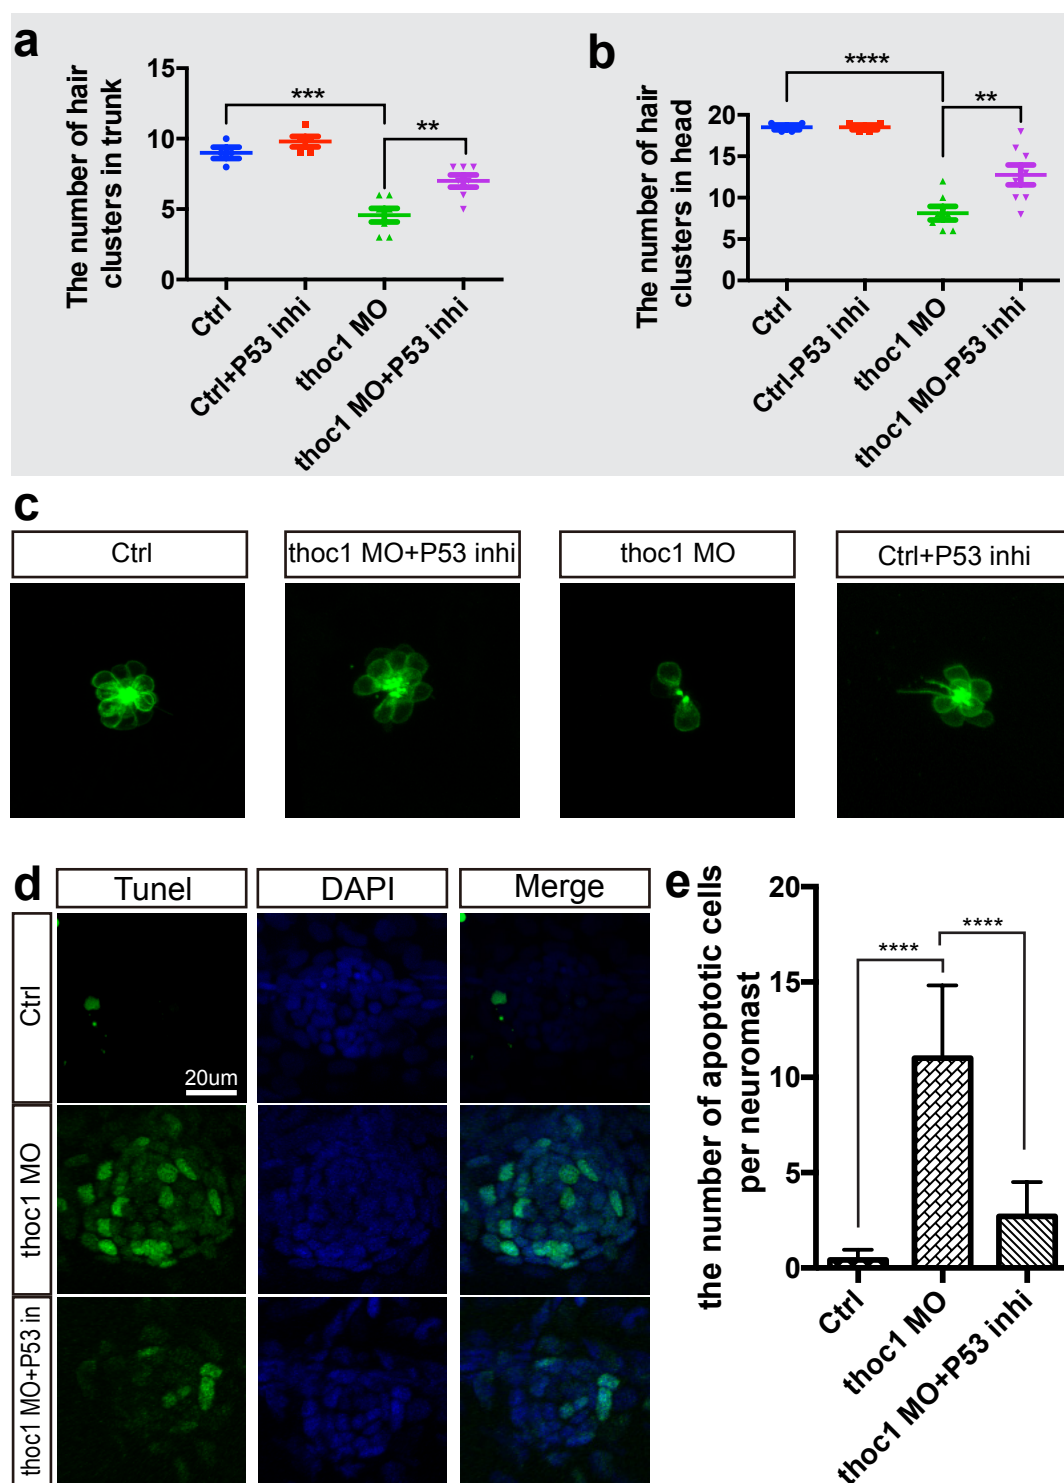 a
The number of hair
clusters in trunk
15
10
5
0
***
**
Ctrl
Ctrl+P53 inhi
thoc1 MO
thoc1 MO+P53 inhi
b
The number of hair
clusters in head
20
15
10
5
0
****
**
Ctrl
Ctrl-P53 inhi
thoc1 MO
thoc1 MO-P53 inhi
c
Ctrl
thoc1 MO+P53 inhi
thoc1 MO
Ctrl+P53 inhi
d
Tunel
DAPI
Merge
Ctrl
20um
thoc1 MO
thoc1 MO+P53 in
e
the number of apoptotic cells
per neuromast
20
15
10
5
0
****
****
Ctrl
thoc1 MO
thoc1 MO+P53 inhi